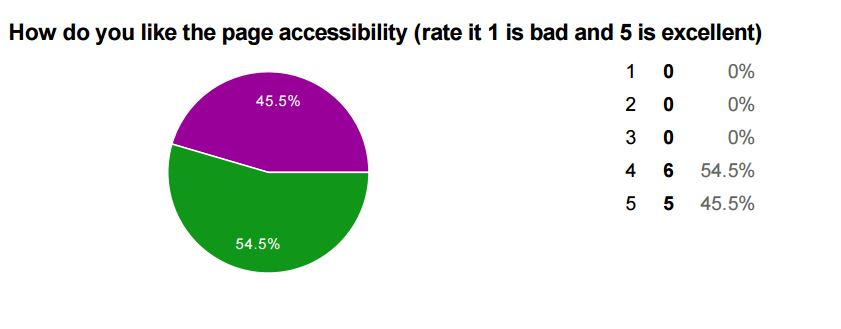 How do you like the page accessibility (rate it 1 is bad and 5 is excellent)
45.5%
54.5%
1 0 0%
2 0 0%
3 0 0%
4 6 54.5%
5 5 45.5%